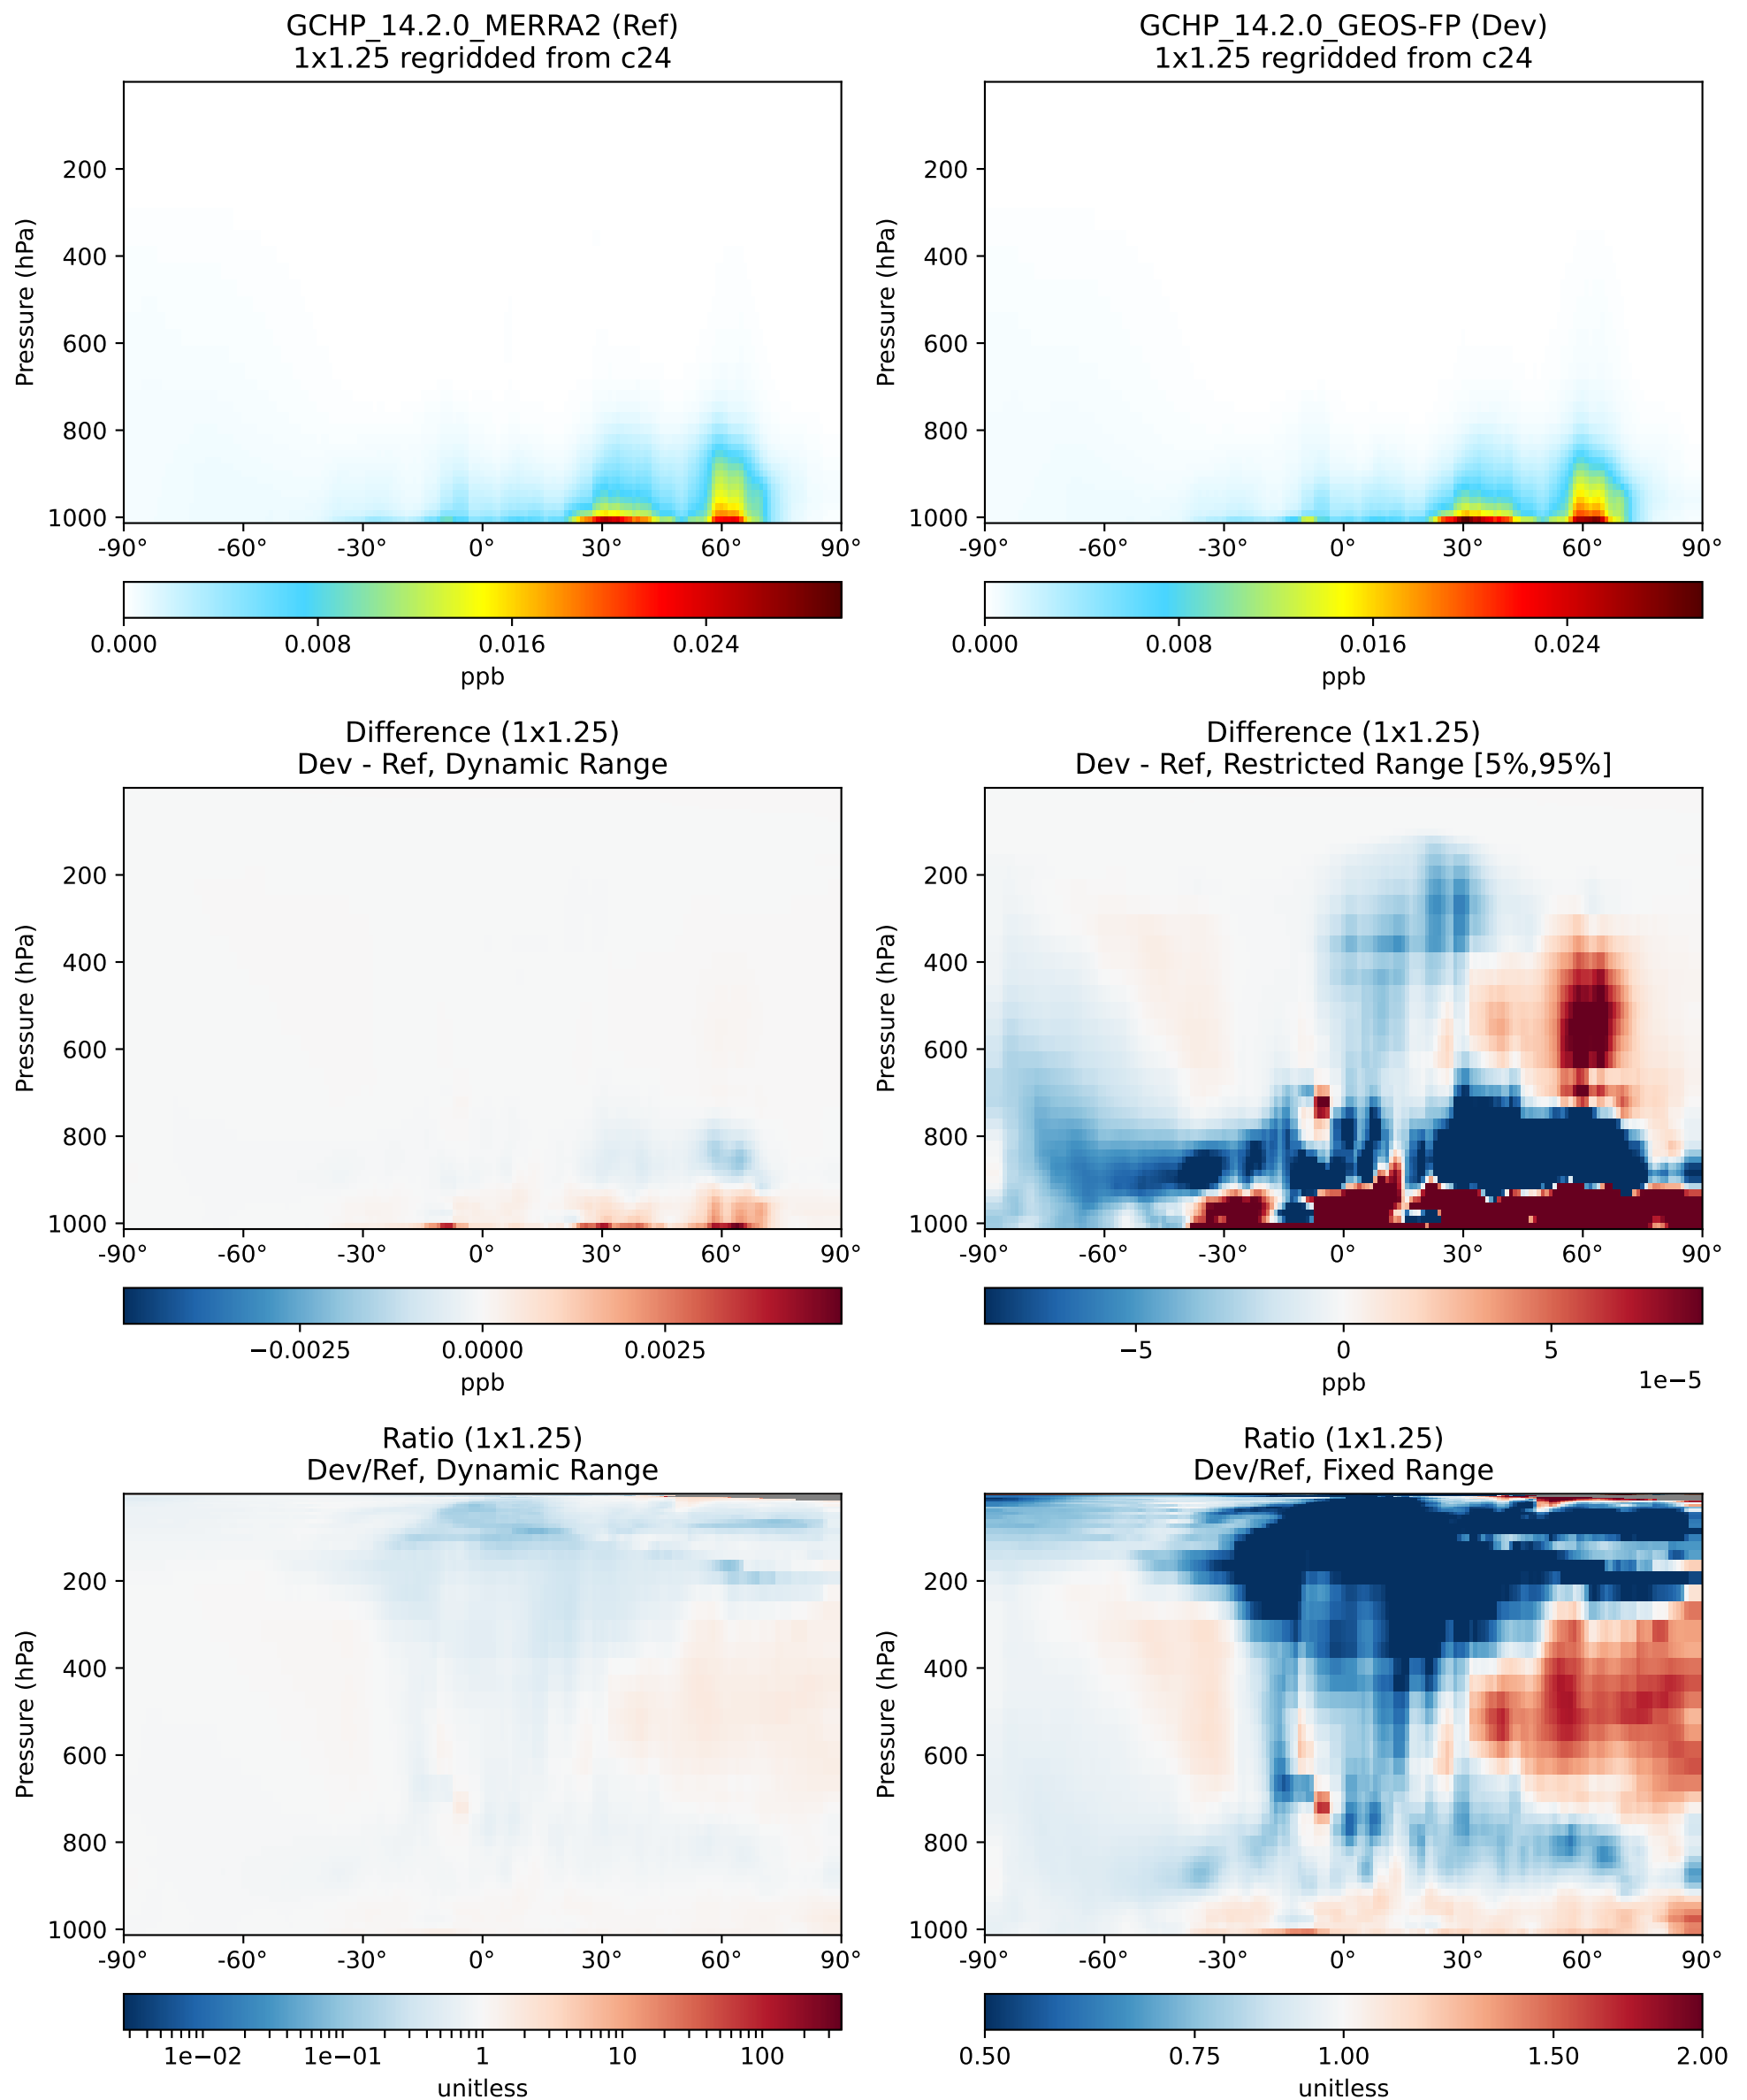 GCHP_14.2.0_MERRA2 (Ref)
1x1.25 regridded from c24
Pressure (hPa)
200
400
600
800
1000
-90° -60° -30° 0° 30° 60° 90°
0.000 0.008 0.016 0.024
ppb
GCHP_14.2.0_GEOS-FP (Dev)
1x1.25 regridded from c24
Pressure (hPa)
200
400
600
800
1000
-90° -60° -30° 0° 30° 60° 90°
0.000 0.008 0.016 0.024
ppb
Difference (1x1.25)
Dev - Ref, Dynamic Range
Pressure (hPa)
200
400
600
800
1000
-90° -60° -30° 0° 30° 60° 90°
−0.0025 0.0000 0.0025
ppb
Difference (1x1.25)
Dev - Ref, Restricted Range [5%,95%]
Pressure (hPa)
200
400
600
800
1000
-90° -60° -30° 0° 30° 60° 90°
−5 0 5
ppb 1e−5
Ratio (1x1.25)
Dev/Ref, Dynamic Range
Pressure (hPa)
200
400
600
800
1000
-90° -60° -30° 0° 30° 60° 90°
1e−02 1e−01 1 10 100
unitless
Ratio (1x1.25)
Dev/Ref, Fixed Range
Pressure (hPa)
200
400
600
800
1000
-90° -60° -30° 0° 30° 60° 90°
0.50 0.75 1.00 1.50 2.00
unitless